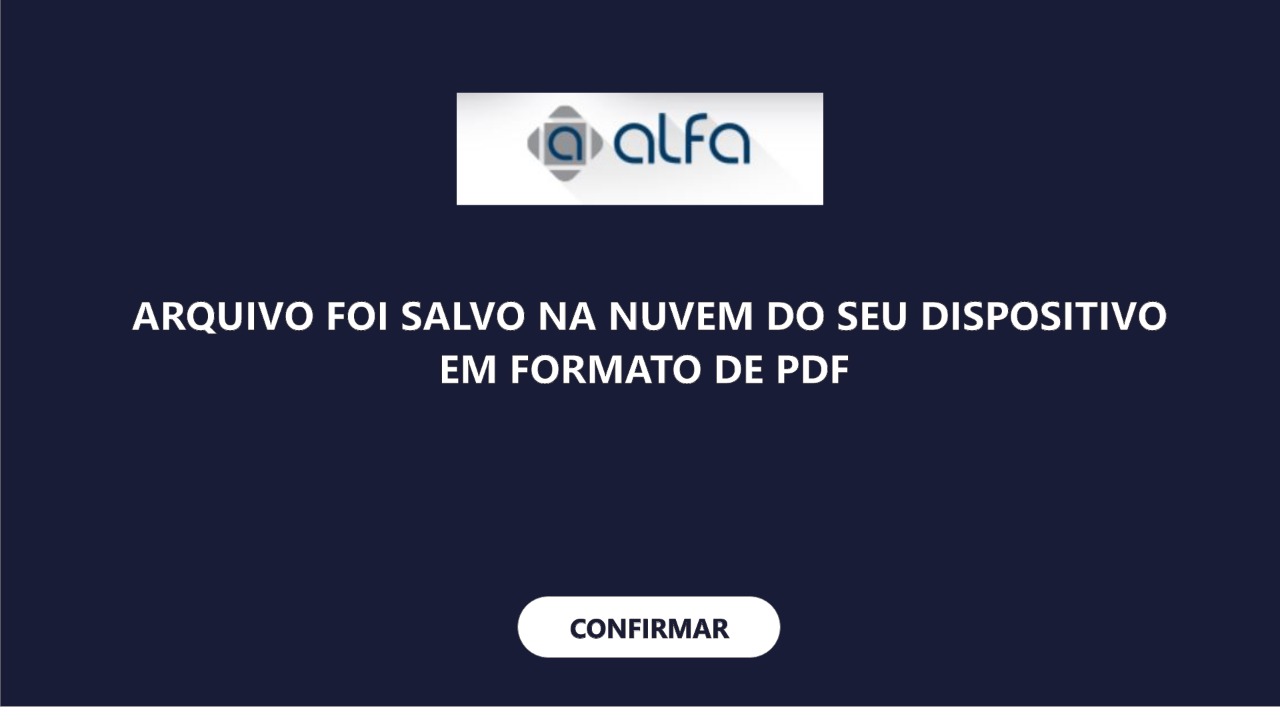 a alfa
ARQUIVO FOI SALVO NA NUVEM DO SEU DISPOSITIVO
EM FORMATO DE PDF
CONFIRMAR